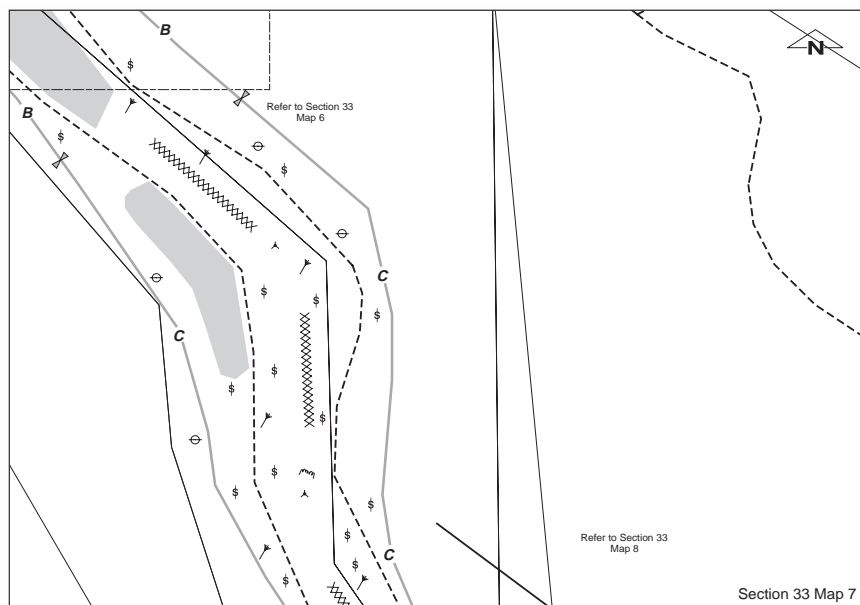 B
N
Refer to Section 33
Map 6
B
C
C
Refer to Section 33
Map 8
C
Section 33 Map 7